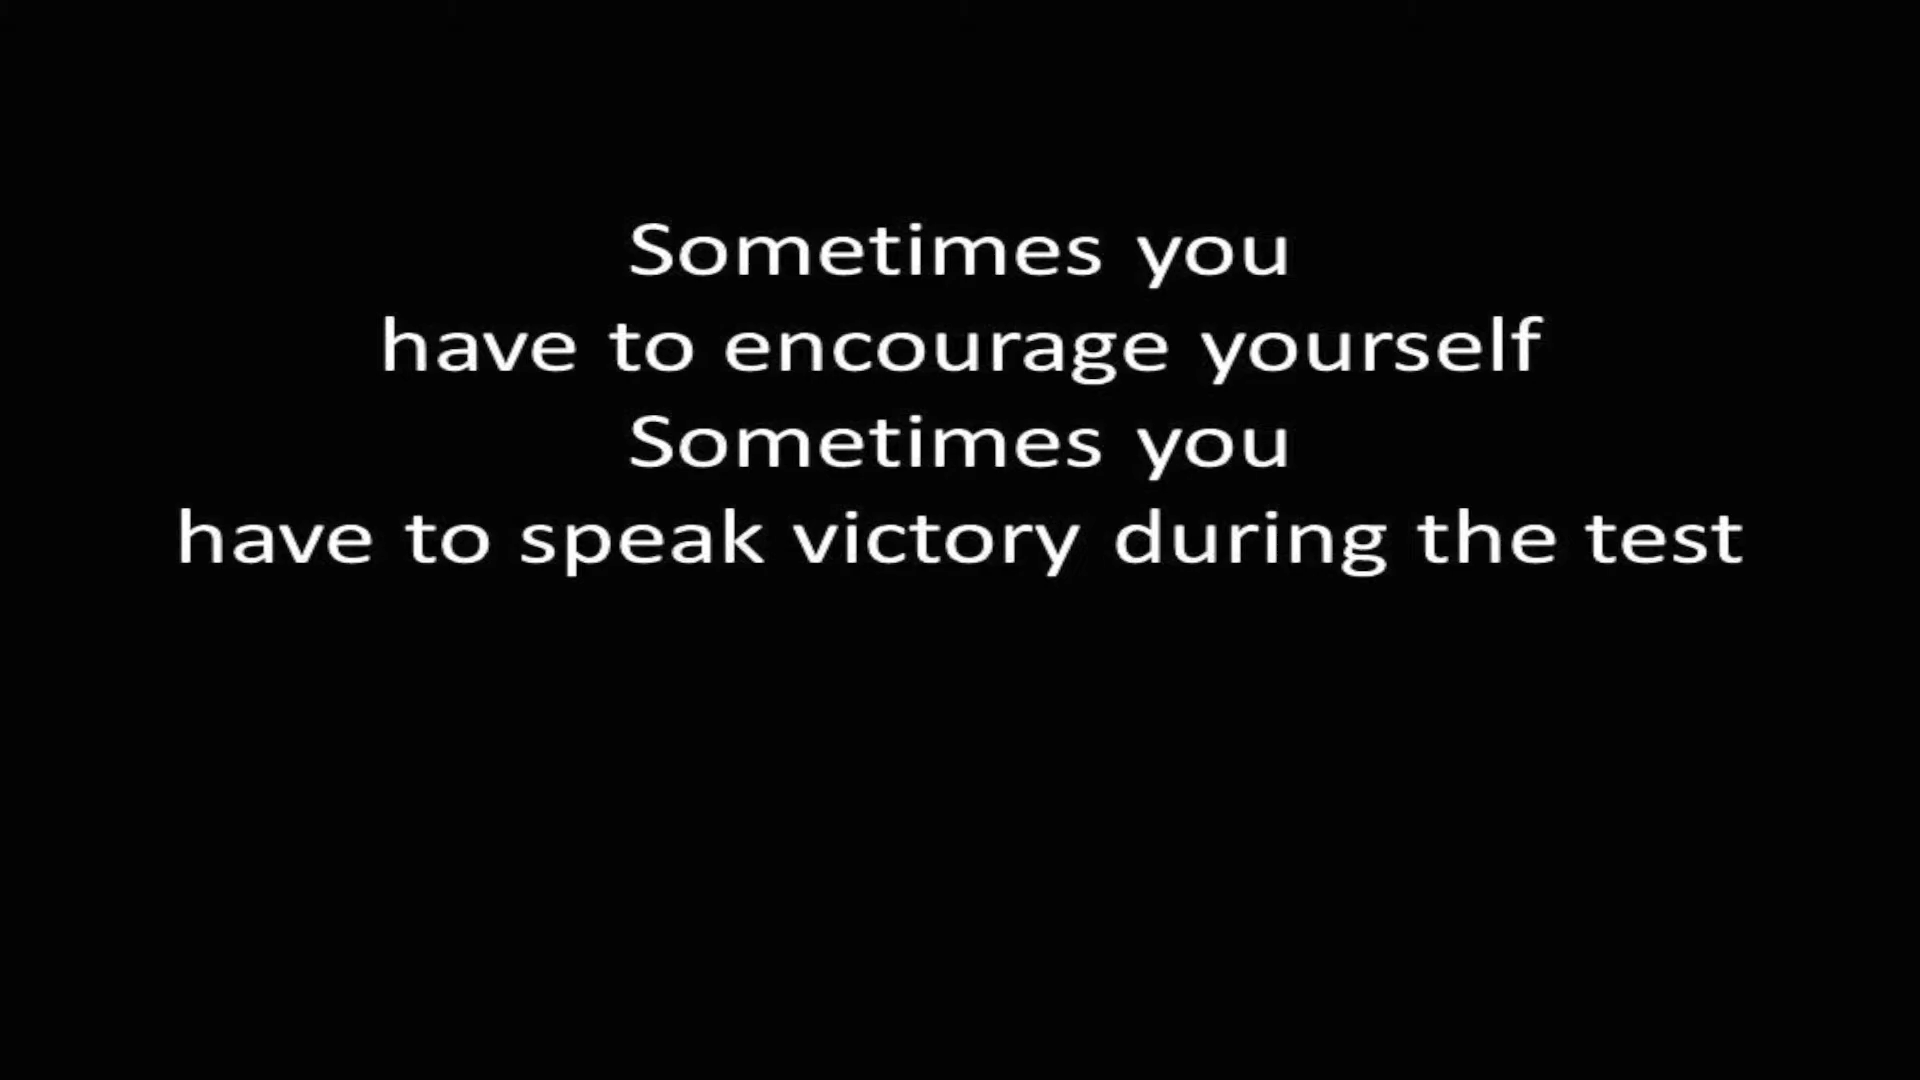 Sometimes you
have to encourage yourself
Sometimes you
have to speak victory during the test